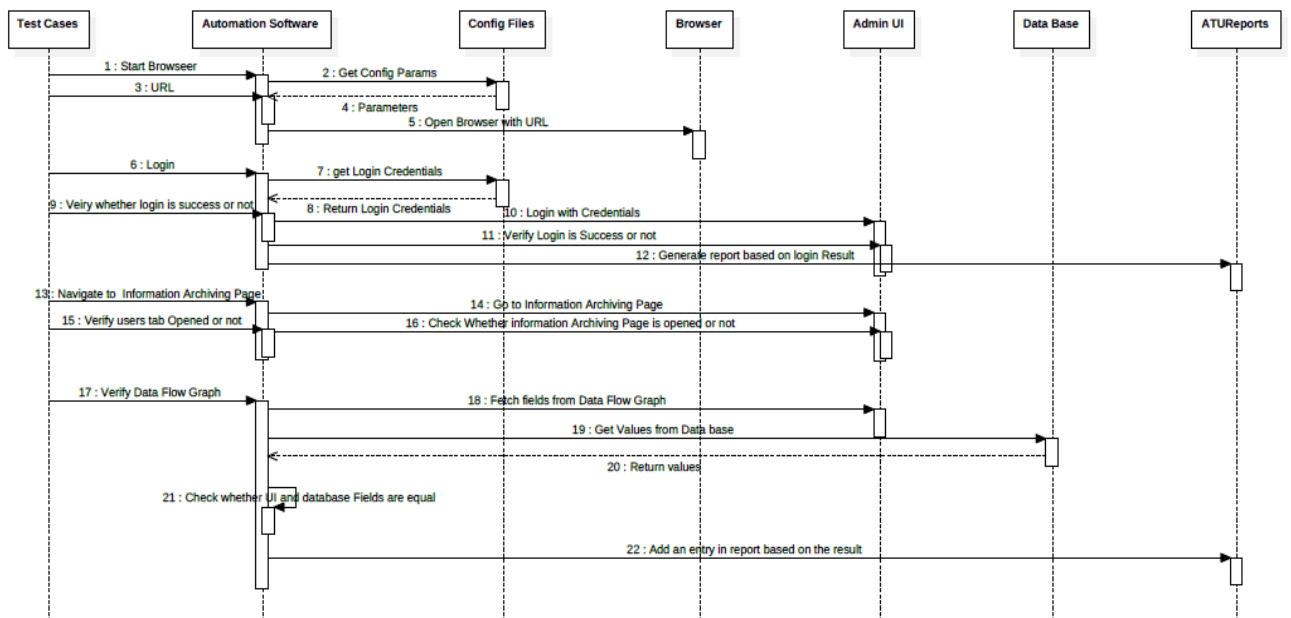 Test Cases
Automation Software
Config Files
Browser
Admin UI
Data Base
ATUReports
1 : Start Browseer
2 : Get Config Params
3 : URL
4 : Parameters
5 : Open Browser with URL
6 : Login
7 : get Login Credentials
8 : Return Login Credentials
9 : Veiry whether login is success or not
10 : Login with Credentials
11 : Verify Login is Success or not
12 : Generate report based on login Result
13 : Navigate to Information Archiving Page
14 : Go to Information Archiving Page
15 : Verify users tab Opened or not
16 : Check Whether information Archiving Page is opened or not
17 : Verify Data Flow Graph
18 : Fetch fields from Data Flow Graph
19 : Get Values from Data base
20 : Return values
21 : Check whether UI and database Fields are equal
22 : Add an entry in report based on the result